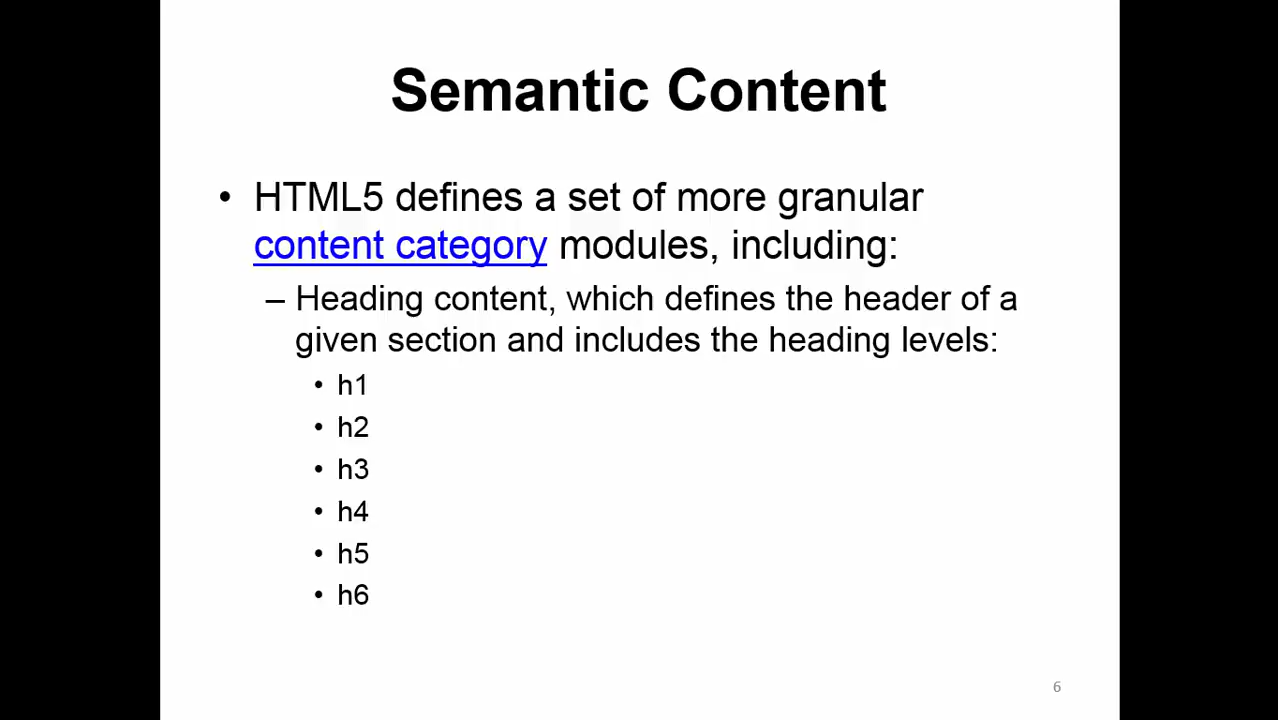 Semantic Content
• HTML5 defines a set of more granular
content category modules, including:
– Heading content, which defines the header of a
given section and includes the heading levels:
• h1
• h2
• h3
• h4
• h5
• h6
6